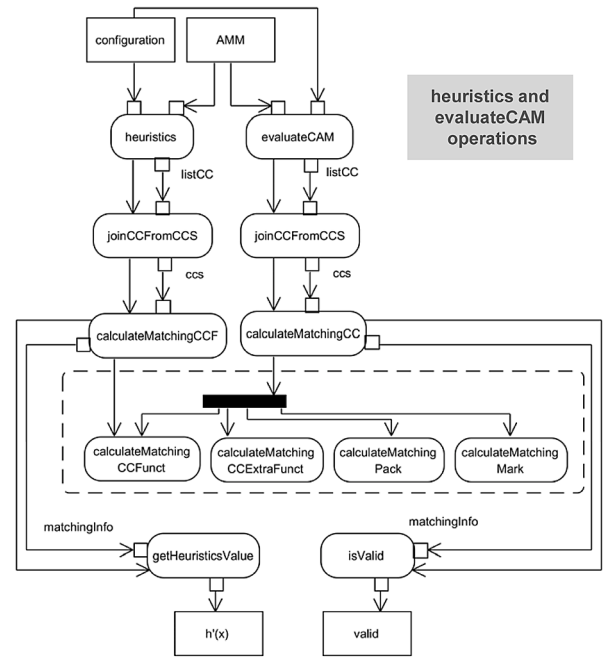 configuration
AMM
heuristics and
evaluateCAM
operations
heuristics
evaluateCAM
listCC
listCC
joinCCFromCCS
joinCCFromCCS
ccs
ccs
calculateMatchingCCF
calculateMatchingCC
calculateMatching
CCFunct
calculateMatching
CCExtraFunct
calculateMatching
Pack
calculateMatching
Mark
matchingInfo
matchingInfo
getHeuristicsValue
isValid
h'(x)
valid